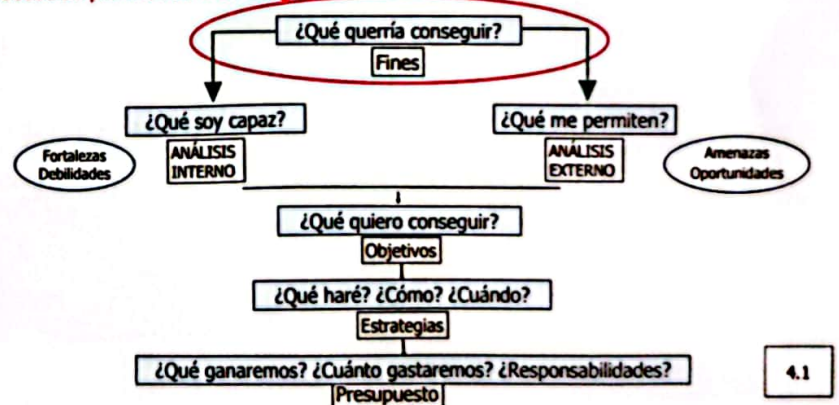 ¿Qué querría conseguir?
Fines
¿Qué soy capaz?
¿Qué me permiten?
Fortalezas
Debilidades
ANÁLISIS
INTERNO
ANÁLISIS
EXTERNO
Amenazas
Oportunidades
¿Qué quiero conseguir?
Objetivos
¿Qué haré? ¿Cómo? ¿Cuándo?
Estrategias
¿Qué ganaremos? ¿Cuánto gastaremos? ¿Responsabilidades?
Presupuesto
4.1